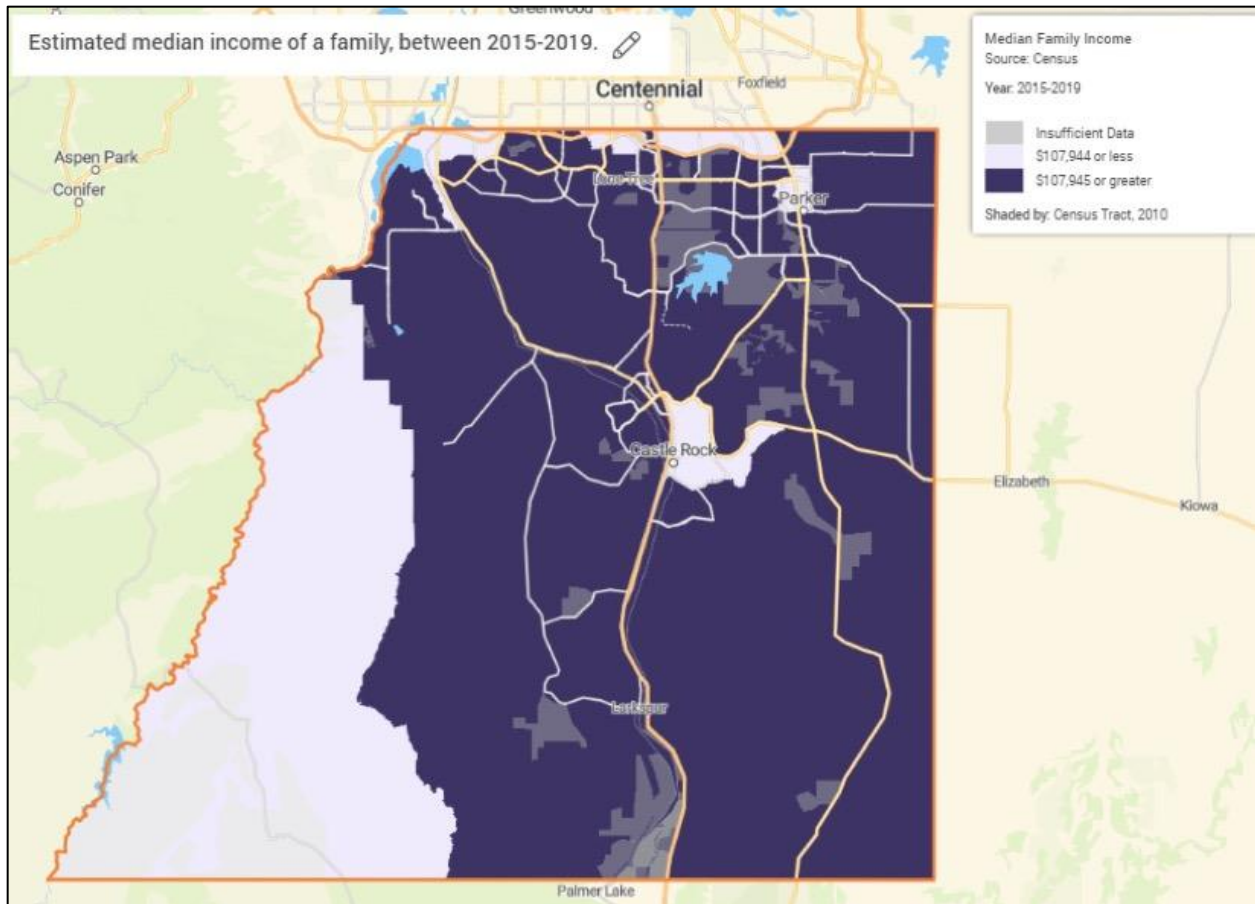 Greenwood
Estimated median income of a family, between 2015-2019.
Median Family Income
Source: Census
Year: 2015-2019
Insufficient Data
$107,944 or less
$107,945 or greater
Shaded by: Census Tract, 2010
Centennial
Foxfield
Aspen Park
Conifer
Lone Tree
Parker
Castle Rock
Elizabeth
Kiowa
Larkspur
Palmer Lake